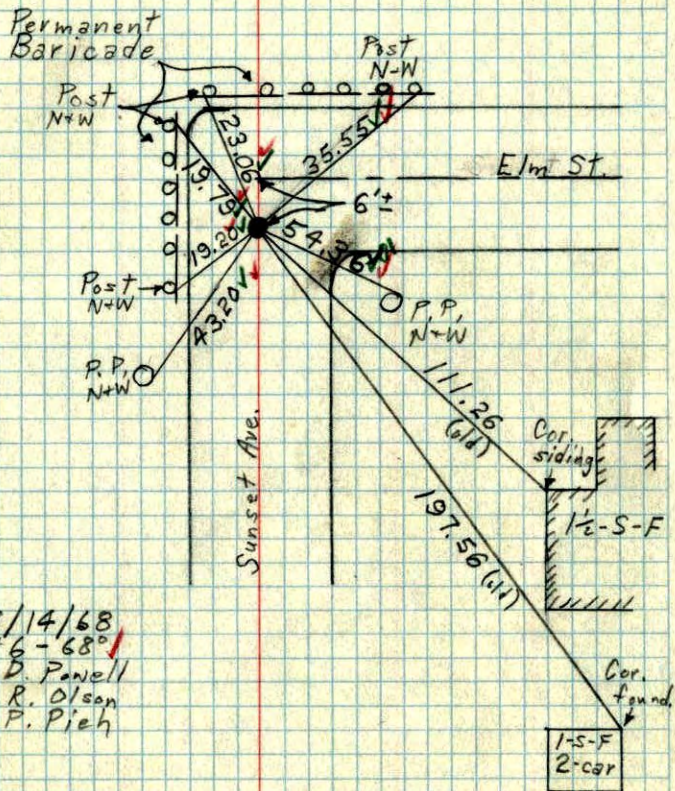 Permanent
Baricade
Post
N+W
Post
N-W
23.06
35.55
Elm St.
19.79
6'±
19.20
54.36
Post
N+W
43.20
P.P.
N+W
P.P.
N+W
111.26
(old)
Cor.
siding
1½-S-F
Sunset Ave.
197.56 (old)
/14/68
6 - 68°
D. Powell
R. Olson
P. Pieh
Cor.
found.
1-S-F
2-car